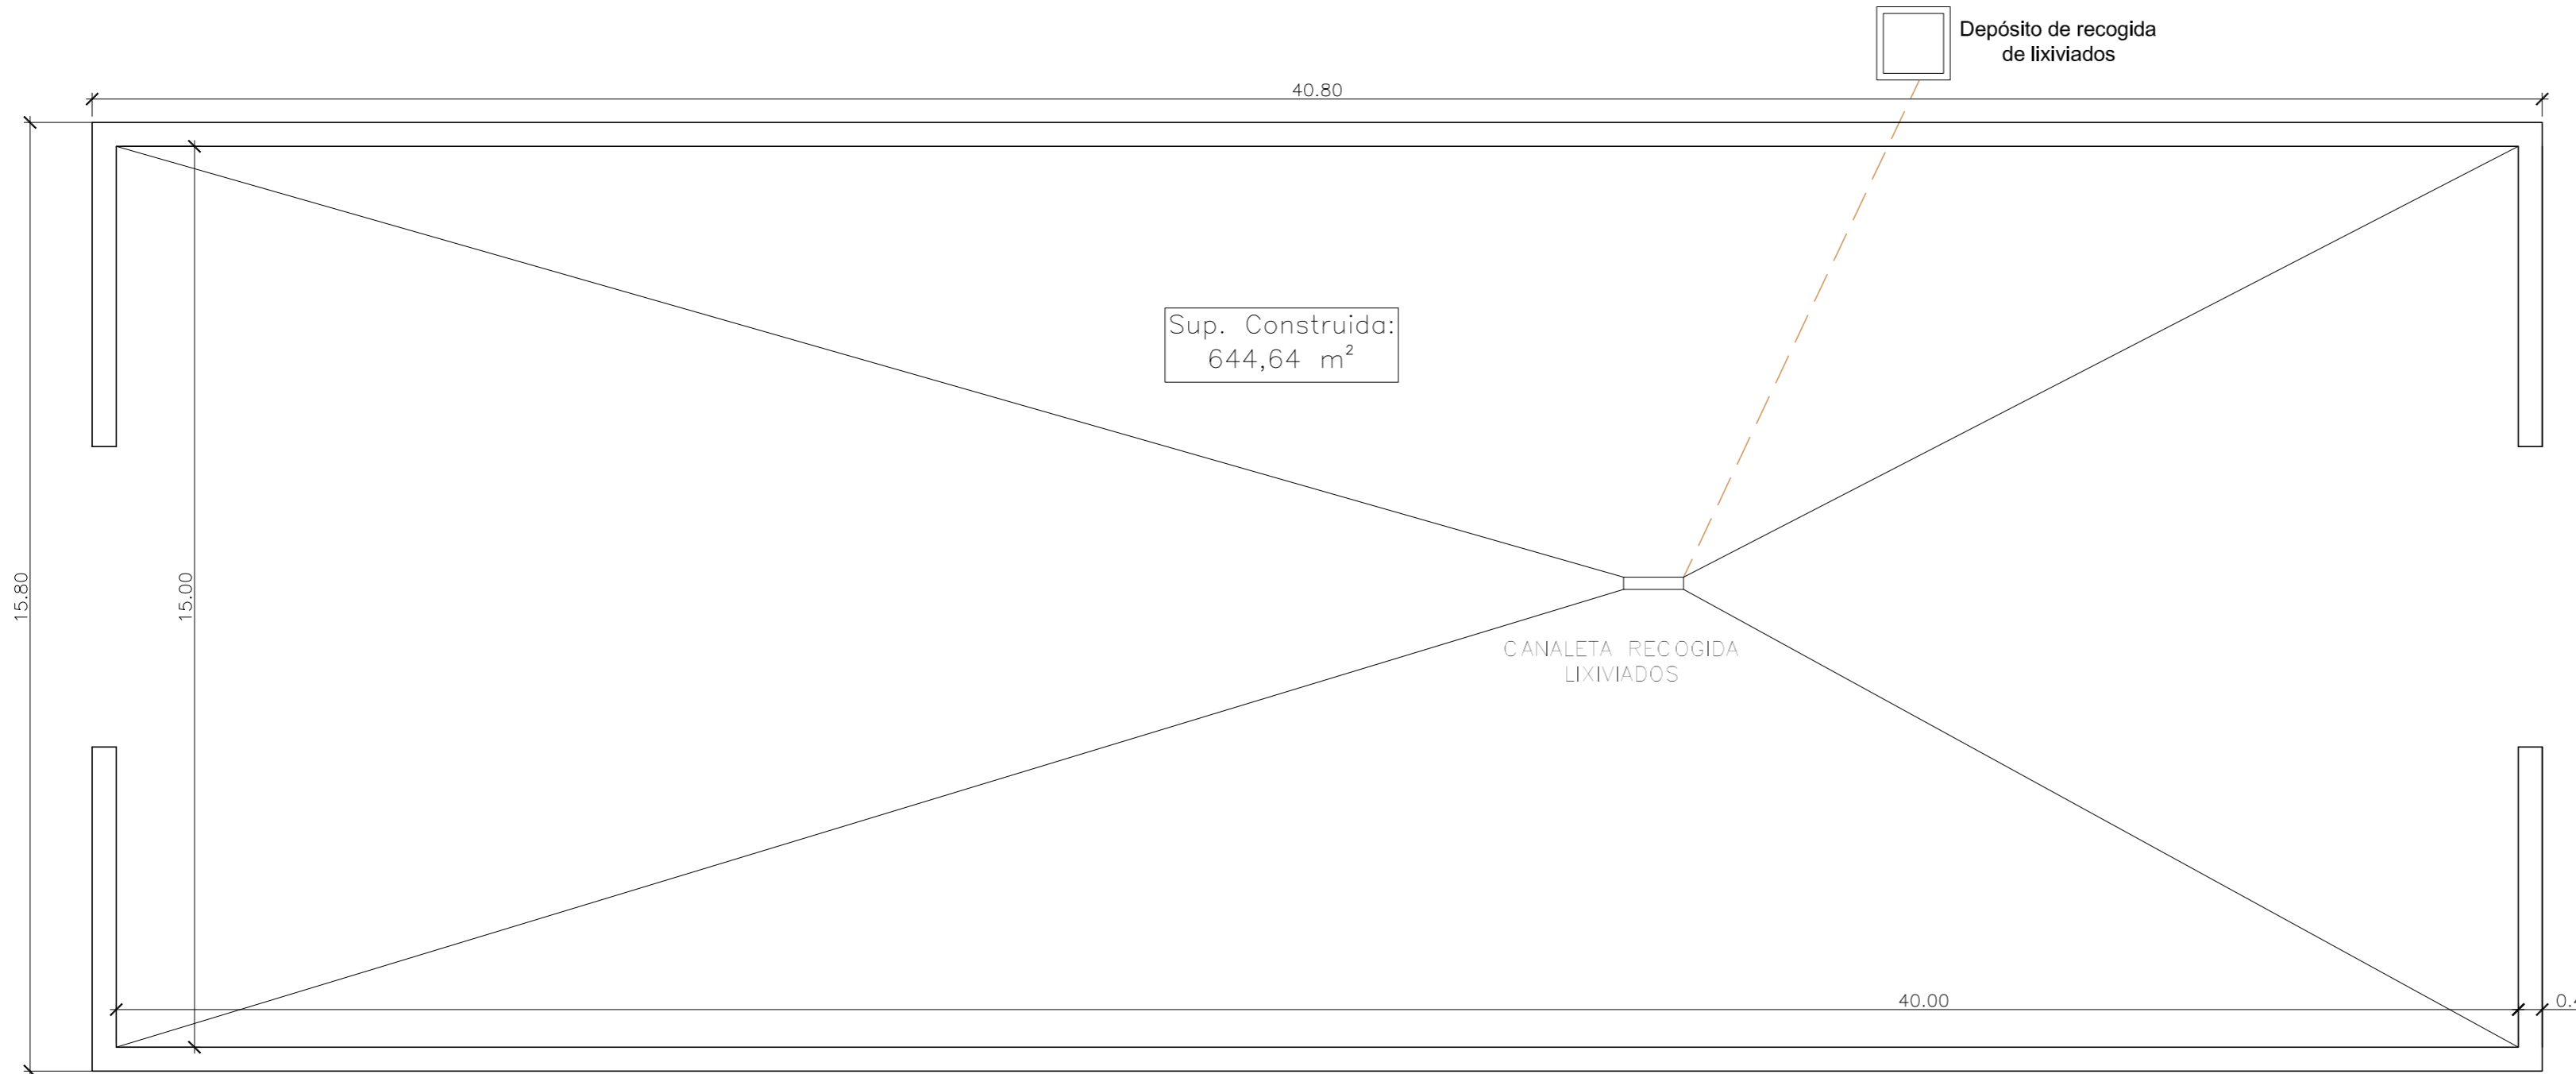 Depósito de recogida
de lixiviados
40.80
Sup. Construida:
644,64 m²
15.80
15.00
CANALETA RECOGIDA
LIXIVIADOS
40.00